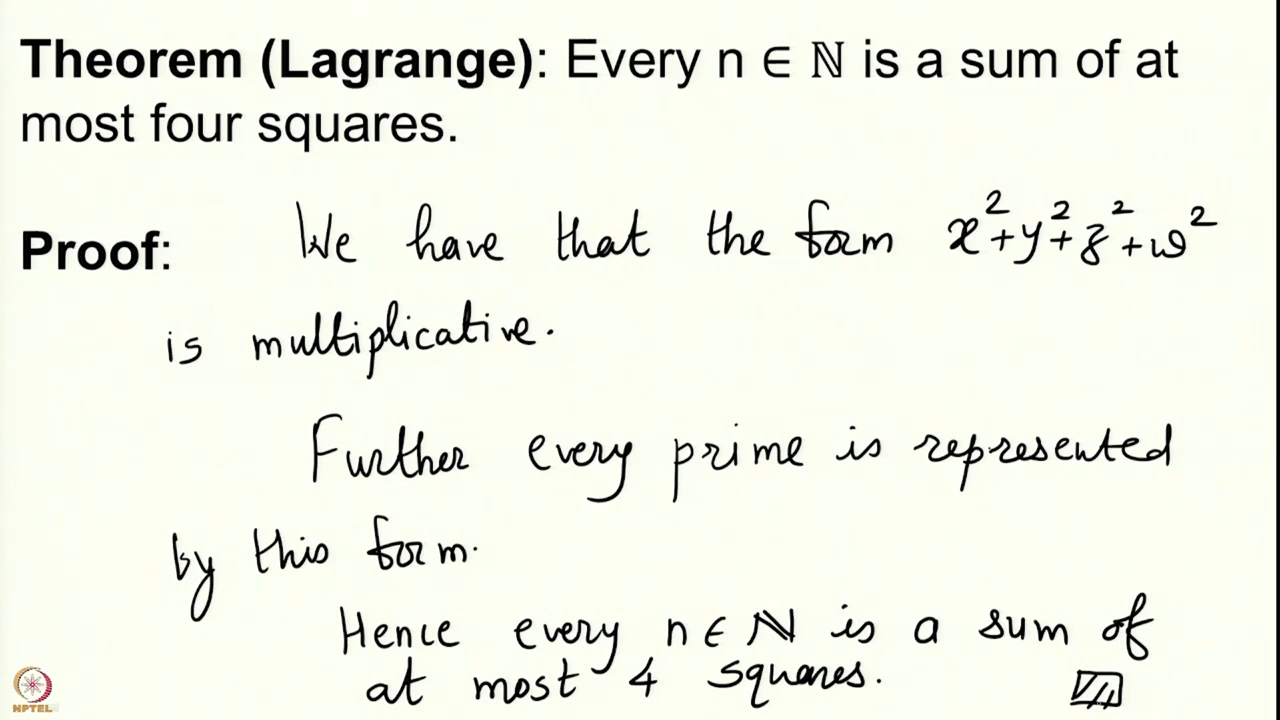 Theorem (Lagrange): Every n ∈ ℕ is a sum of at
most four squares.
Proof: We have that the form x²+y²+z²+w²
is multiplicative.
Further every prime is represented
by this form.
Hence every n ∈ ℕ is a sum of
at most 4 squares.
NPTEL